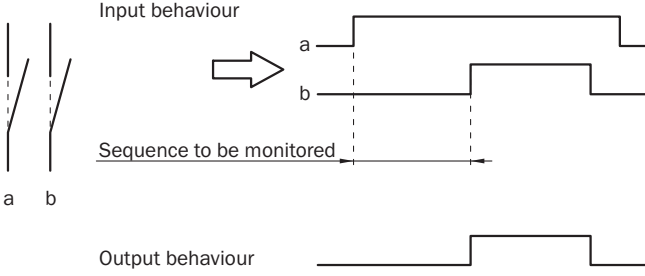 Input behaviour
a
b
Sequence to be monitored
a b
Output behaviour